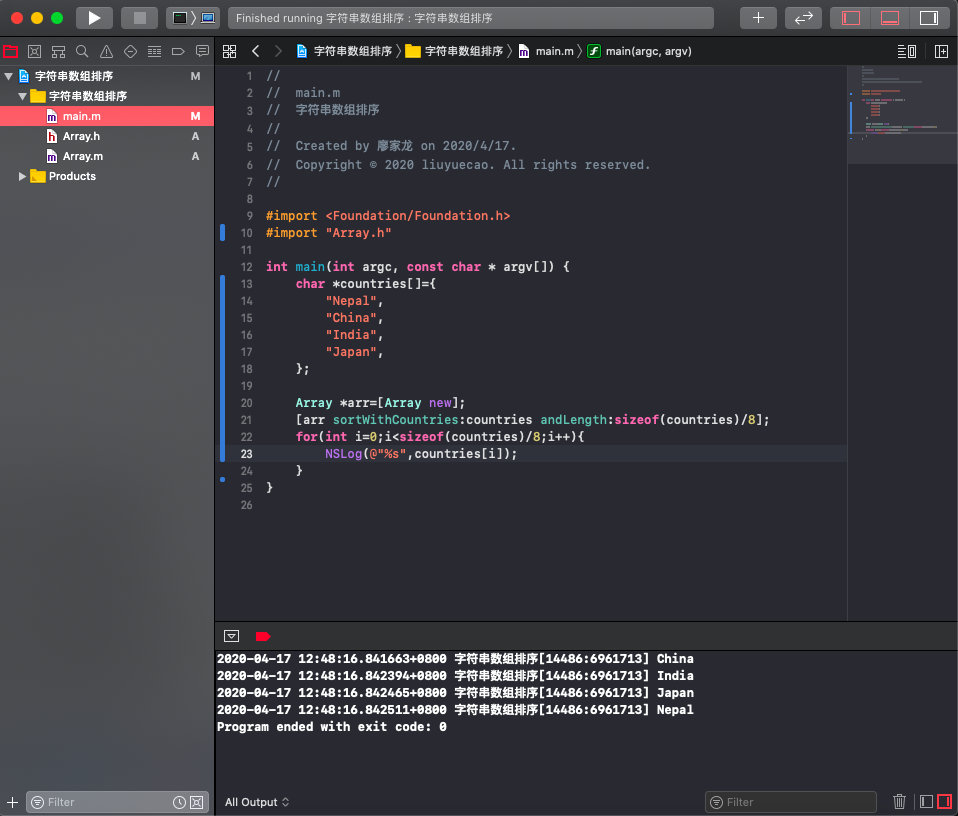 Finished running 字符串数组排序 : 字符串数组排序
字符串数组排序 M
字符串数组排序
main.m M
Array.h A
Array.m A
Products
Filter
字符串数组排序 字符串数组排序 main.m main(argc, argv)
1 //
2 //  main.m
3 //  字符串数组排序
4 //
5 //  Created by 廖家龙 on 2020/4/17.
6 //  Copyright © 2020 liuyuecao. All rights reserved.
7 //
8
9 #import <Foundation/Foundation.h>
10 #import "Array.h"
11
12 int main(int argc, const char * argv[]) {
13     char *countries[]={
14         "Nepal",
15         "China",
16         "India",
17         "Japan",
18     };
19
20     Array *arr=[Array new];
21     [arr sortWithCountries:countries andLength:sizeof(countries)/8];
22     for(int i=0;i<sizeof(countries)/8;i++){
23         NSLog(@"%s",countries[i]);
24     }
25 }
26
2020-04-17 12:48:16.841663+0800 字符串数组排序[14486:6961713] China
2020-04-17 12:48:16.842394+0800 字符串数组排序[14486:6961713] India
2020-04-17 12:48:16.842465+0800 字符串数组排序[14486:6961713] Japan
2020-04-17 12:48:16.842511+0800 字符串数组排序[14486:6961713] Nepal
Program ended with exit code: 0
All Output
Filter